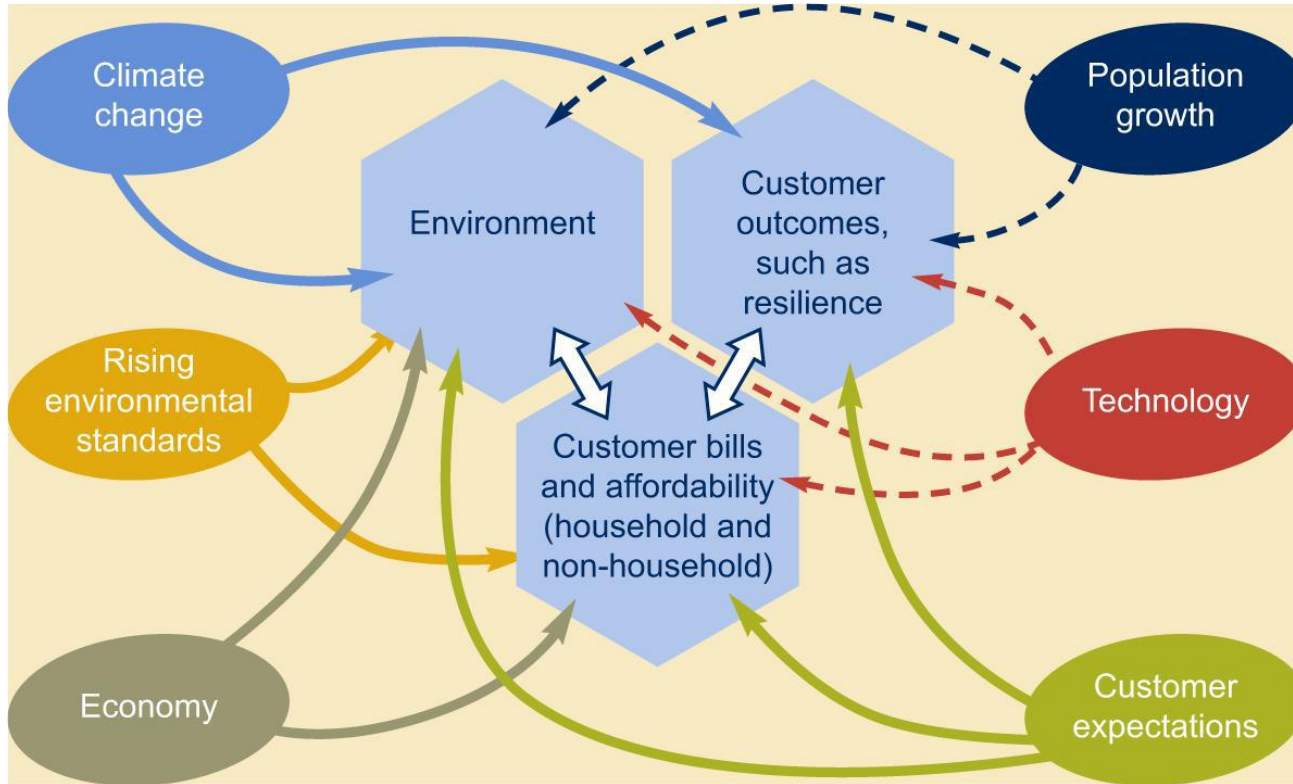 Climate
change
Population
growth
Environment
Customer
outcomes,
such as
resilience
Rising
environmental
standards
Technology
Customer bills
and affordability
(household and
non-household)
Economy
Customer
expectations